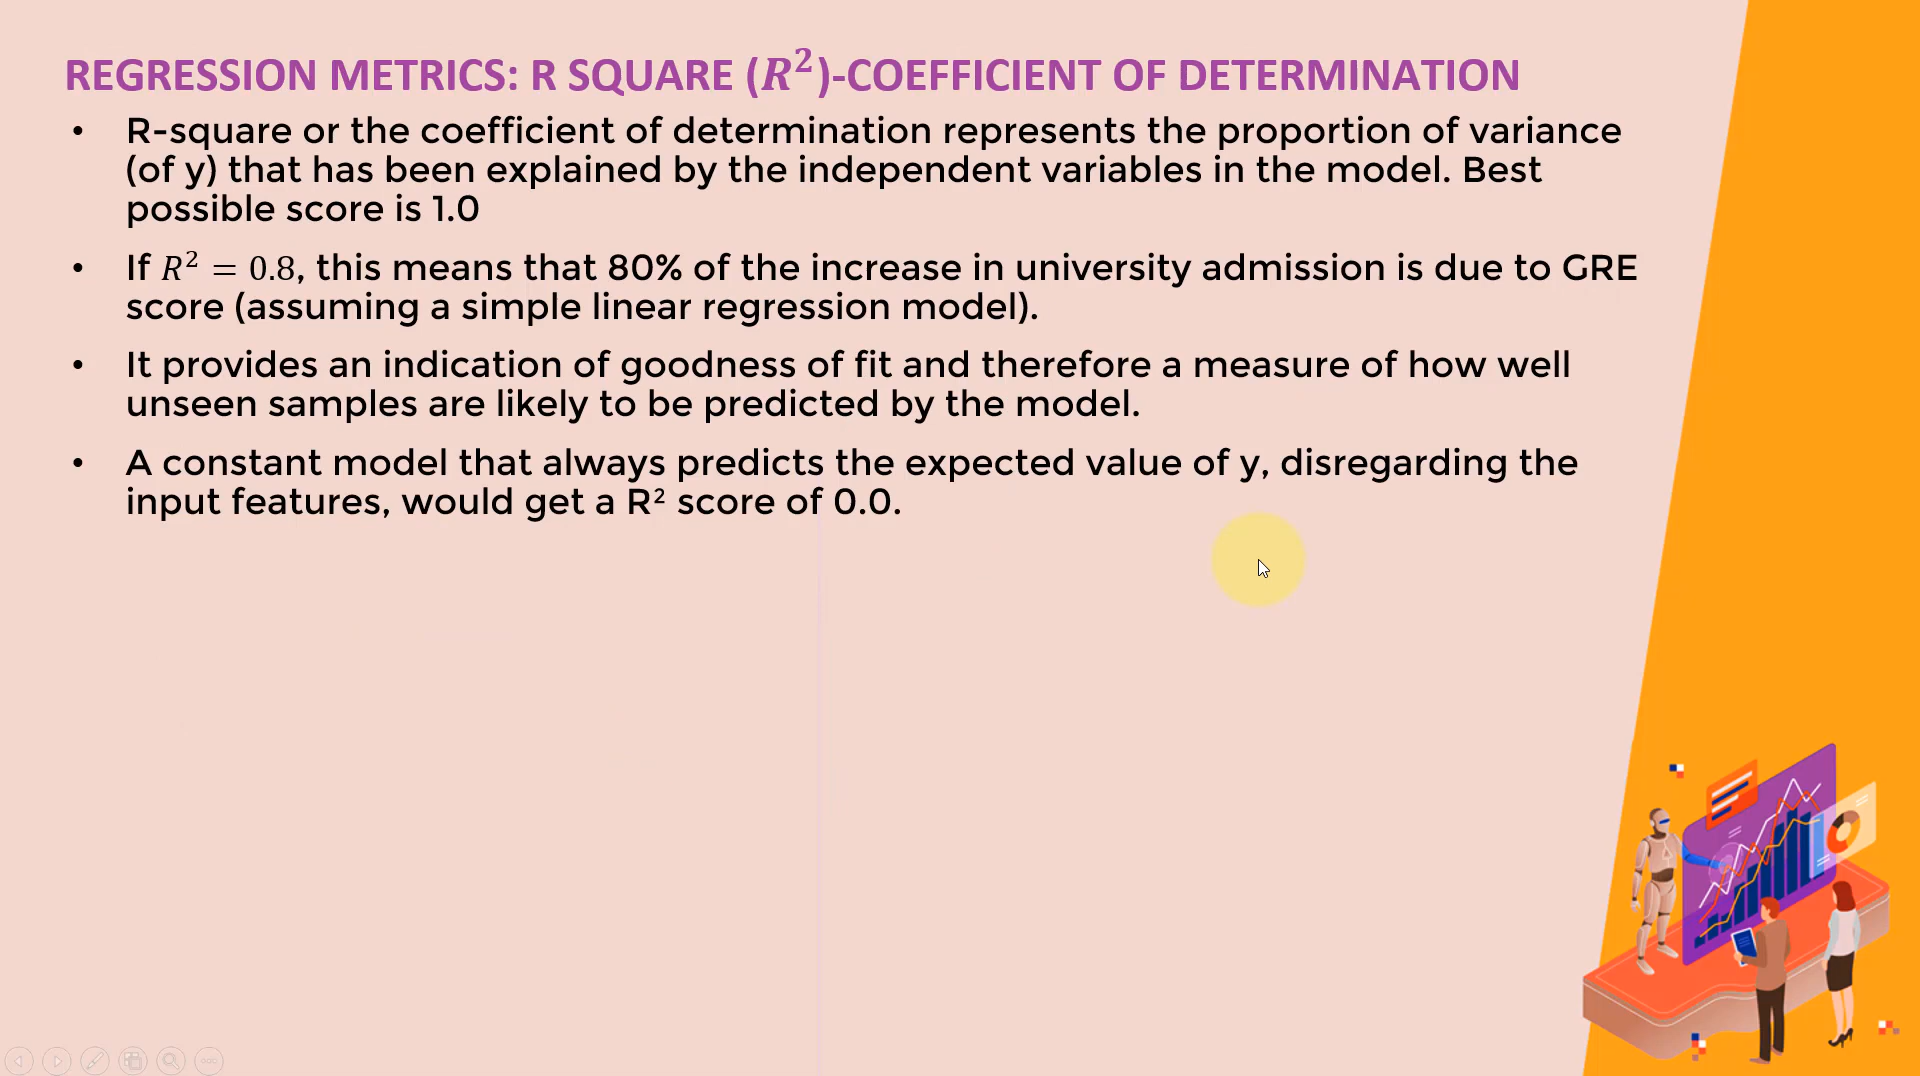 REGRESSION METRICS: R SQUARE (R²)-COEFFICIENT OF DETERMINATION
• R-square or the coefficient of determination represents the proportion of variance
(of y) that has been explained by the independent variables in the model. Best
possible score is 1.0
• If R² = 0.8, this means that 80% of the increase in university admission is due to GRE
score (assuming a simple linear regression model).
• It provides an indication of goodness of fit and therefore a measure of how well
unseen samples are likely to be predicted by the model.
• A constant model that always predicts the expected value of y, disregarding the
input features, would get a R² score of 0.0.